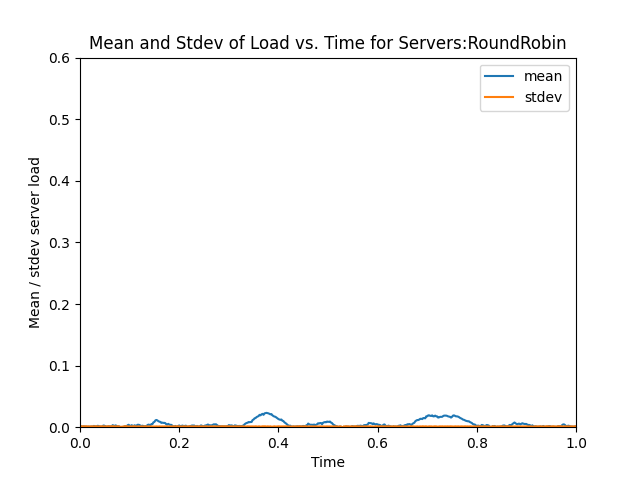 Mean and Stdev of Load vs. Time for Servers:RoundRobin
mean
stdev
Mean / stdev server load
0.6
0.5
0.4
0.3
0.2
0.1
0.0
0.0 0.2 0.4 0.6 0.8 1.0
Time